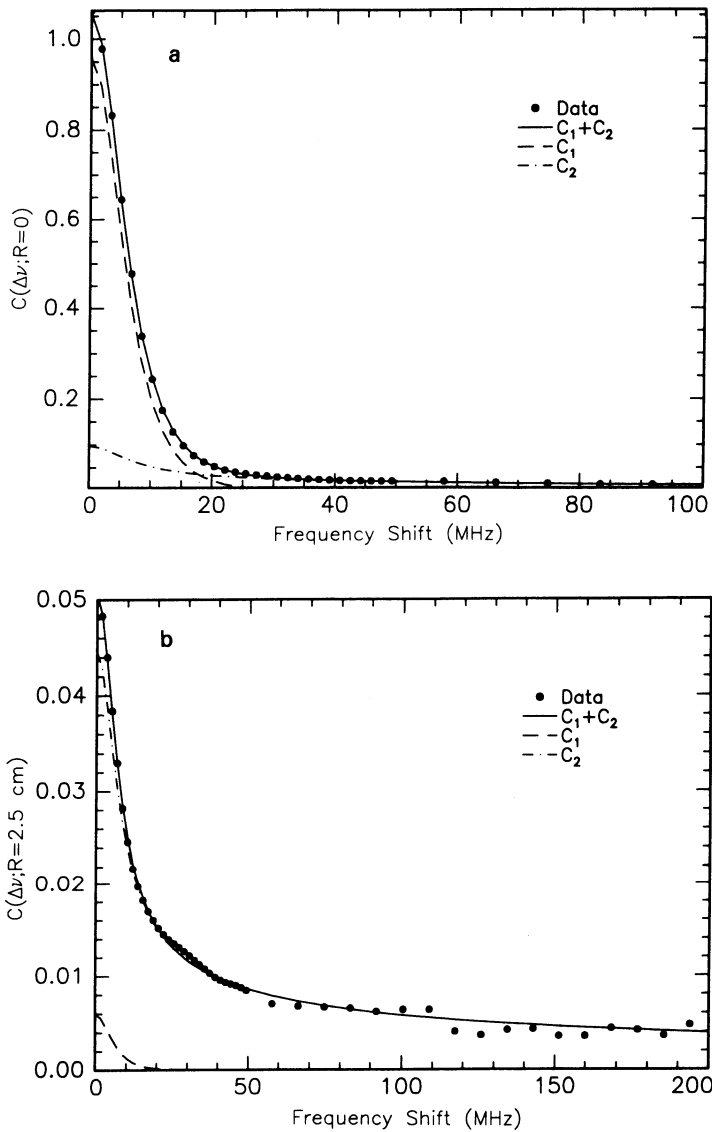 a
1.0
0.8
0.6
0.4
0.2
C(Δν;R=0)
Data
C₁+C₂
C₁
C₂
0 20 40 60 80 100
Frequency Shift (MHz)
b
0.05
0.04
0.03
0.02
0.01
0.00
C(Δν;R=2.5 cm)
Data
C₁+C₂
C₁
C₂
0 50 100 150 200
Frequency Shift (MHz)